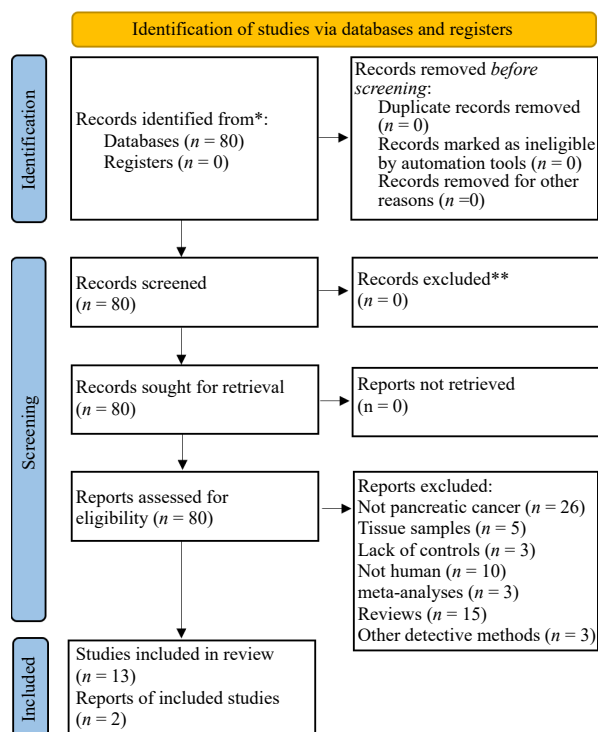 Identification of studies via databases and registers
Identification
Records identified from*:
Databases (n = 80)
Registers (n = 0)
Records removed before
screening:
Duplicate records removed
(n = 0)
Records marked as ineligible
by automation tools (n = 0)
Records removed for other
reasons (n =0)
Screening
Records screened
(n = 80)
Records excluded**
(n = 0)
Records sought for retrieval
(n = 80)
Reports not retrieved
(n = 0)
Reports assessed for
eligibility (n = 80)
Reports excluded:
Not pancreatic cancer (n = 26)
Tissue samples (n = 5)
Lack of controls (n = 3)
Not human (n = 10)
meta-analyses (n = 3)
Reviews (n = 15)
Other detective methods (n = 3)
Included
Studies included in review
(n = 13)
Reports of included studies
(n = 2)